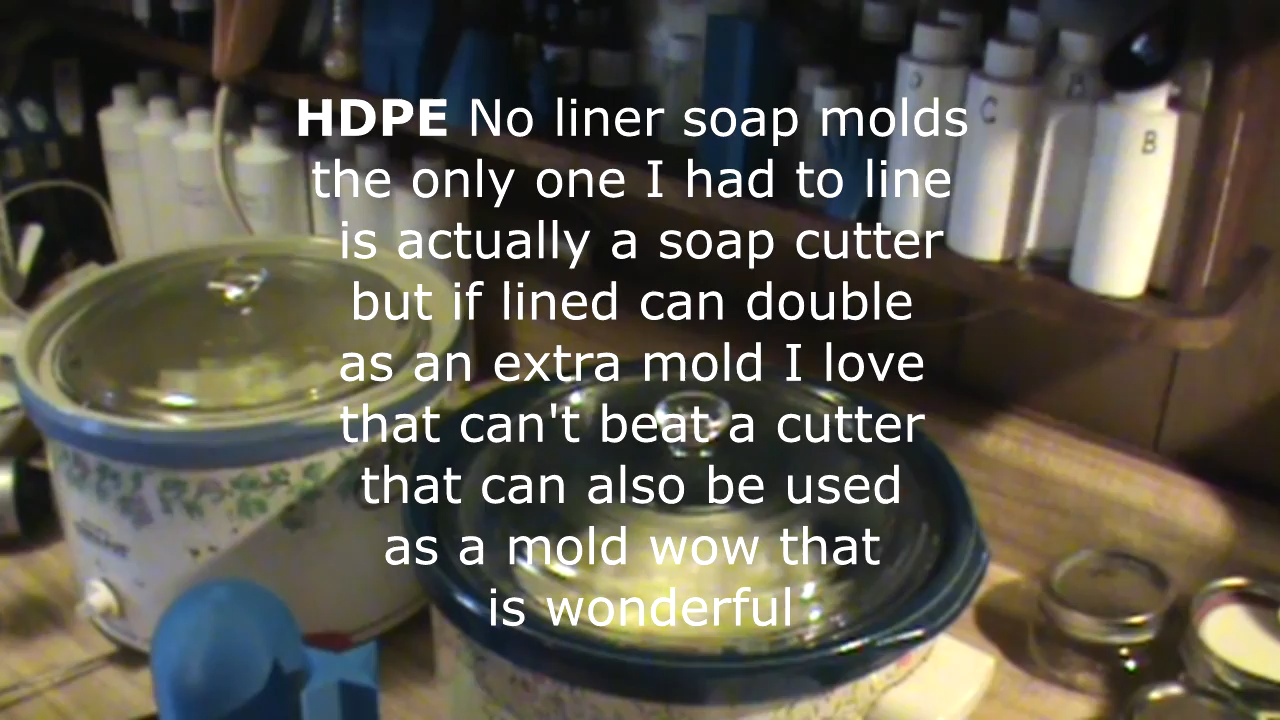 HDPE No liner soap molds
the only one I had to line
is actually a soap cutter
but if lined can double
as an extra mold I love
that can't beat a cutter
that can also be used
as a mold wow that
is wonderful
D
C
A
B